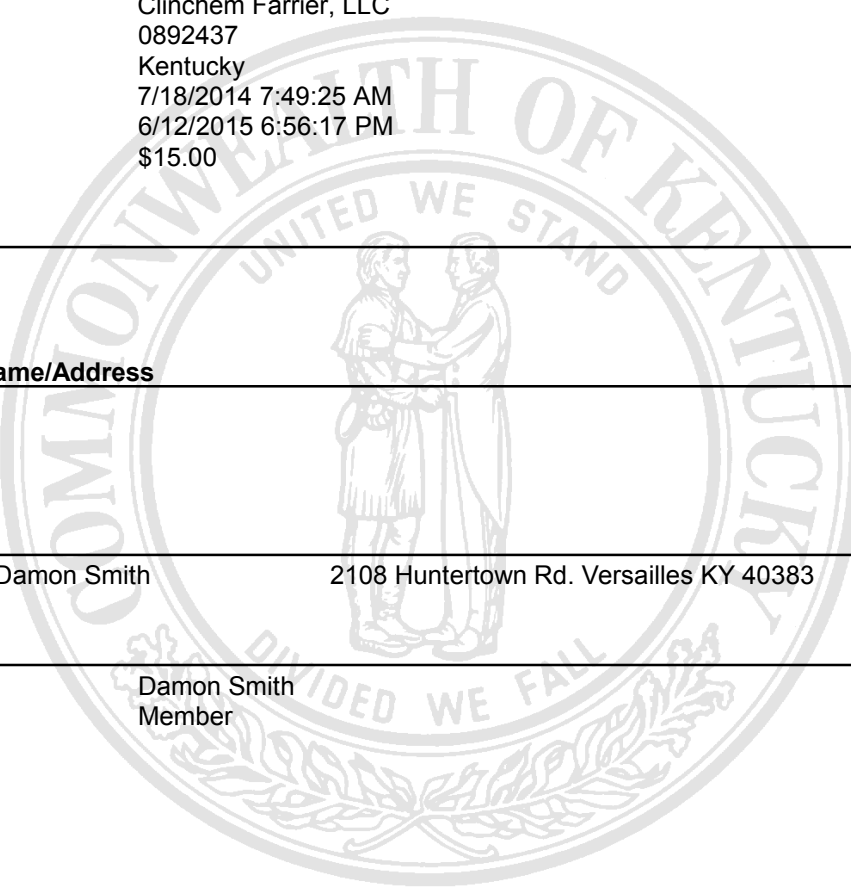 Clinchem Farrier, LLC
0892437
Kentucky
7/18/2014 7:49:25 AM
6/12/2015 6:56:17 PM
$15.00
COMMONWEALTH OF KENTUCKY
UNITED WE STAND
ame/Address
Damon Smith 2108 Huntertown Rd. Versailles KY 40383
DIVIDED WE FALL
Damon Smith
Member